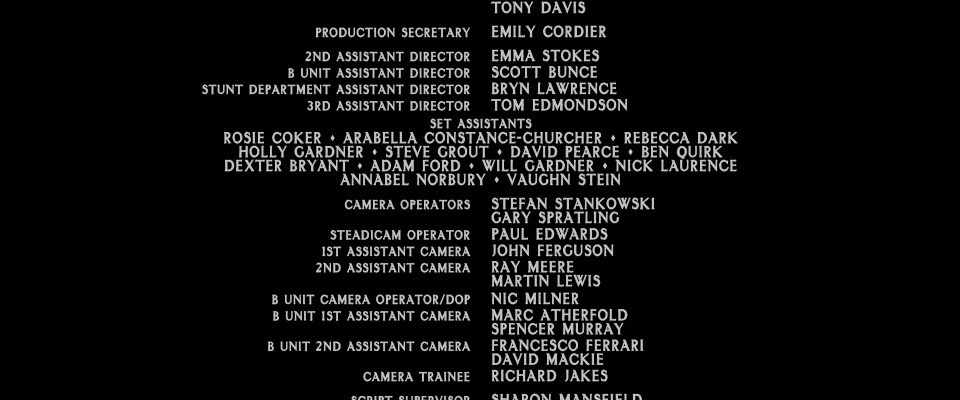 TONY DAVIS
PRODUCTION SECRETARY EMILY CORDIER
2ND ASSISTANT DIRECTOR EMMA STOKES
B UNIT ASSISTANT DIRECTOR SCOTT BUNCE
STUNT DEPARTMENT ASSISTANT DIRECTOR BRYN LAWRENCE
3RD ASSISTANT DIRECTOR TOM EDMONDSON
SET ASSISTANTS
ROSIE COKER • ARABELLA CONSTANCE-CHURCHER • REBECCA DARK
HOLLY GARDNER • STEVE GROUT • DAVID PEARCE • BEN QUIRK
DEXTER BRYANT • ADAM FORD • WILL GARDNER • NICK LAURENCE
ANNABEL NORBURY • VAUGHN STEIN
CAMERA OPERATORS STEFAN STANKOWSKI
GARY SPRATLING
STEADICAM OPERATOR PAUL EDWARDS
1ST ASSISTANT CAMERA JOHN FERGUSON
2ND ASSISTANT CAMERA RAY MEERE
MARTIN LEWIS
B UNIT CAMERA OPERATOR/DOP NIC MILNER
B UNIT 1ST ASSISTANT CAMERA MARC ATHERFOLD
SPENCER MURRAY
B UNIT 2ND ASSISTANT CAMERA FRANCESCO FERRARI
DAVID MACKIE
CAMERA TRAINEE RICHARD JAKES
SCRIPT SUPERVISOR SHARON MANSFIELD